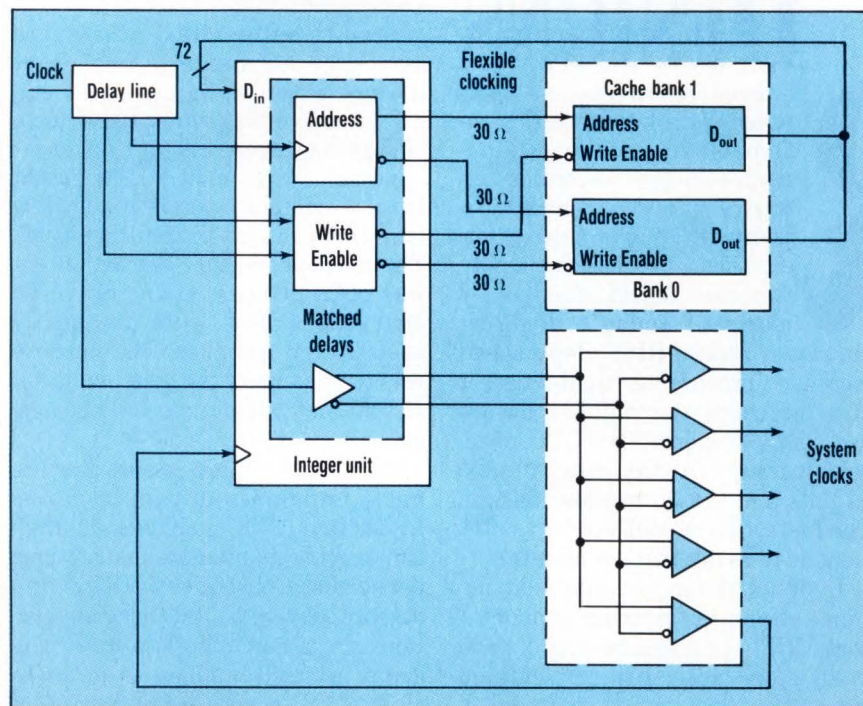 72
Clock
Delay line
D_in
Address
Write
Enable
Matched
delays
Integer unit
Flexible
clocking
30 Ω
30 Ω
30 Ω
30 Ω
Cache bank 1
Address
Write Enable
D_out
Address
Write Enable
D_out
Bank 0
System
clocks